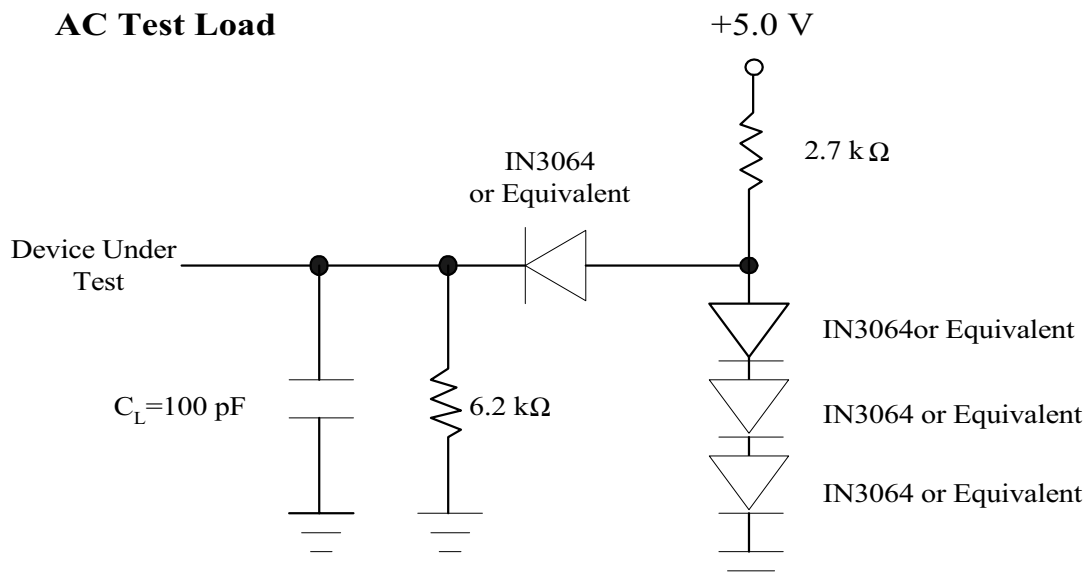 AC Test Load
+5.0 V
2.7 k Ω
IN3064
or Equivalent
Device Under
Test
IN3064or Equivalent
C_L=100 pF
6.2 kΩ
IN3064 or Equivalent
IN3064 or Equivalent